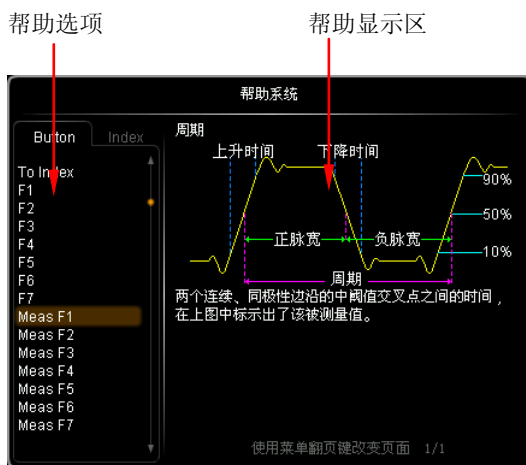 帮助选项
帮助显示区
帮助系统
Button
Index
To Index
F1
F2
F3
F4
F5
F6
F7
Meas F1
Meas F2
Meas F3
Meas F4
Meas F5
Meas F6
Meas F7
周期
上升时间
下降时间
90%
50%
10%
正脉宽
负脉宽
周期
两个连续、同极性边沿的中阈值交叉点之间的时间，
在上图中标示出了该被测量值。
使用菜单翻页键改变页面 1/1